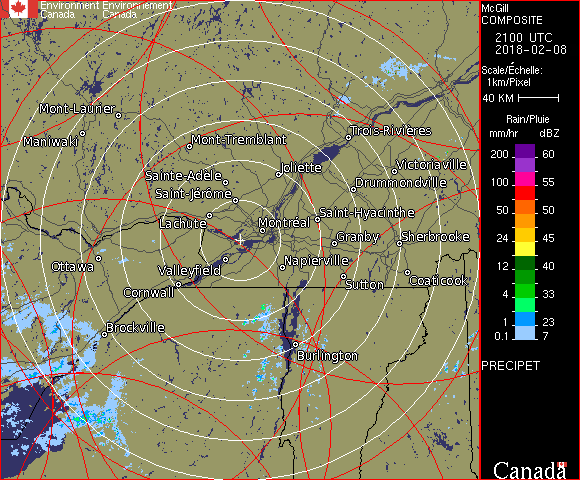 Environment Environnement
Canada Canada
Mont-Laurier
Maniwaki
Mont-Tremblant
Trois-Rivières
Sainte-Adèle
Joliette
Victoriaville
Saint-Jérôme
Drummondville
Lachute
Montréal
Saint-Hyacinthe
Granby
Sherbrooke
Ottawa
Valleyfield
Napierville
Cornwall
Sutton
Coaticook
Brockville
Burlington
McGill
COMPOSITE
2100 UTC
2018-02-08
Scale/Échelle:
1km/Pixel
40 KM
Rain/Pluie
mm/hr dBZ
200 60
57
100 55
50 50
24 45
12 40
4 33
1 23
0.1 7
PRECIPET
Canada